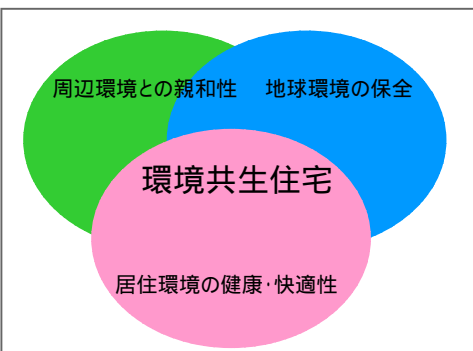 周辺環境との親和性
地球環境の保全
環境共生住宅
居住環境の健康･快適性